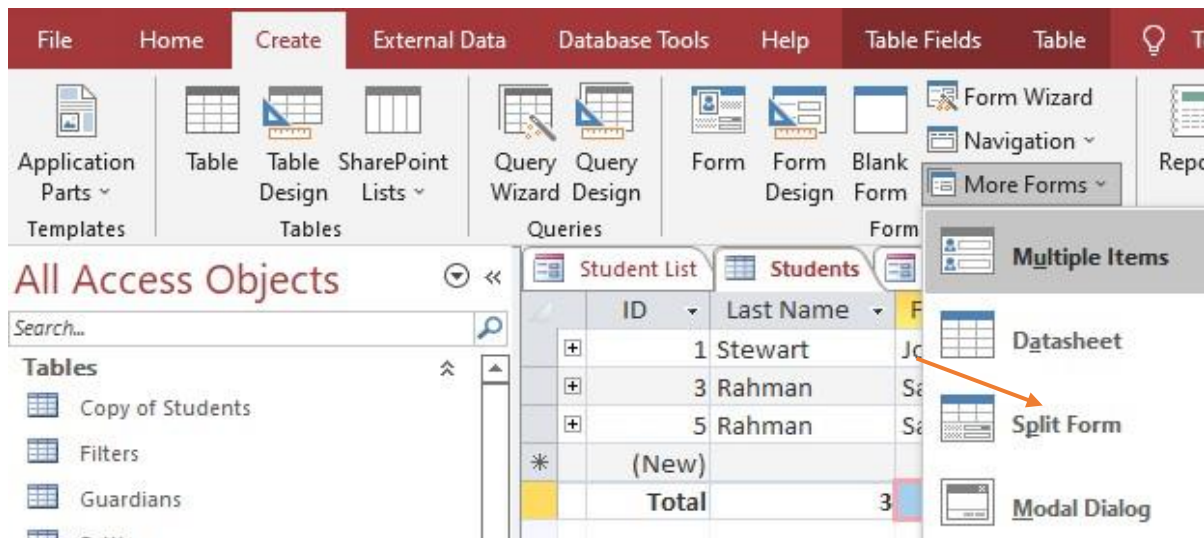 File Home Create External Data Database Tools Help Table Fields Table
Application Parts
Templates
Table
Table Design
SharePoint Lists
Tables
Query Wizard
Query Design
Queries
Form
Form Design
Blank Form
Form Wizard
Navigation
More Forms
Form
Multiple Items
Datasheet
Split Form
Modal Dialog
All Access Objects
Search...
Tables
Copy of Students
Filters
Guardians
Student List Students
ID Last Name
1 Stewart
3 Rahman
5 Rahman
(New)
Total 3